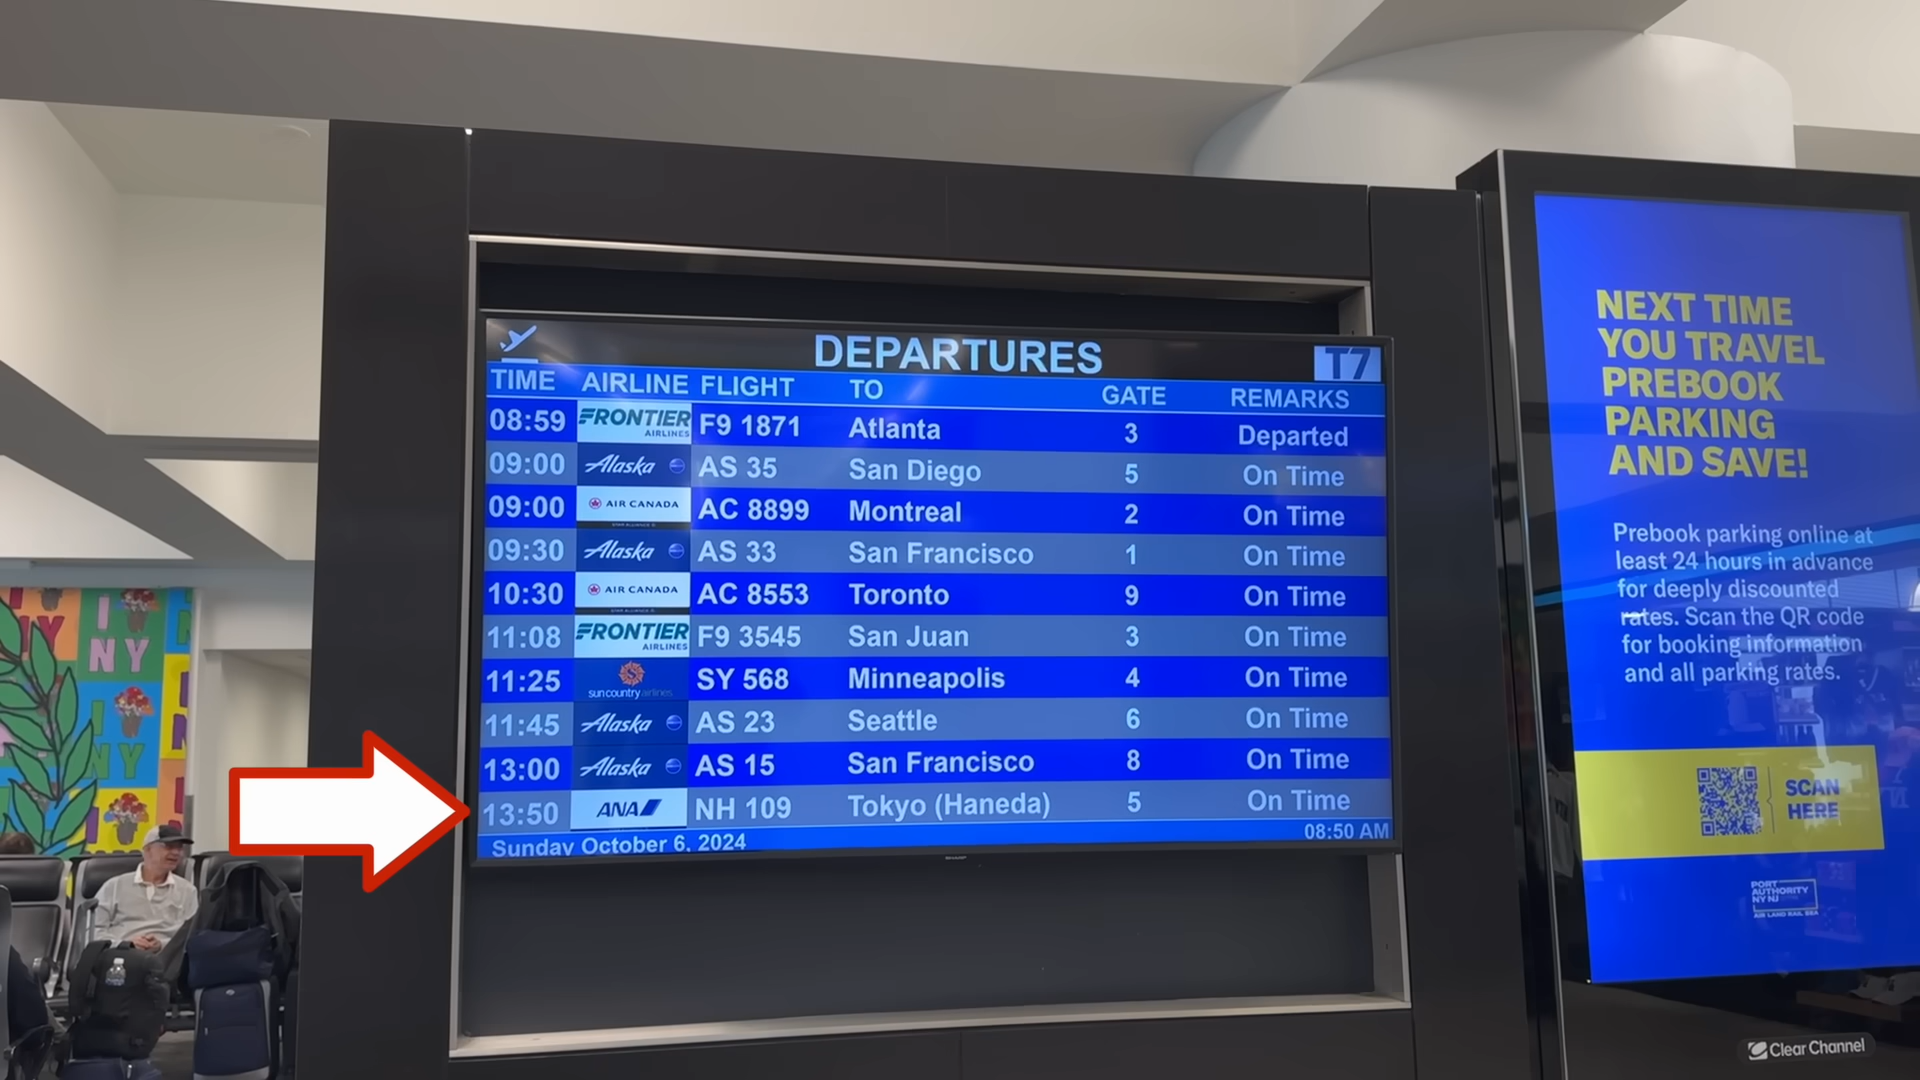 DEPARTURES T7
TIME AIRLINE FLIGHT TO GATE REMARKS
08:59 FRONTIER AIRLINES F9 1871 Atlanta 3 Departed
09:00 Alaska AS 35 San Diego 5 On Time
09:00 AIR CANADA AC 8899 Montreal 2 On Time
09:30 Alaska AS 33 San Francisco 1 On Time
10:30 AIR CANADA AC 8553 Toronto 9 On Time
11:08 FRONTIER AIRLINES F9 3545 San Juan 3 On Time
11:25 sun country airlines SY 568 Minneapolis 4 On Time
11:45 Alaska AS 23 Seattle 6 On Time
13:00 Alaska AS 15 San Francisco 8 On Time
13:50 ANA NH 109 Tokyo (Haneda) 5 On Time
Sunday October 6, 2024 08:50 AM
SHARP
NEXT TIME
YOU TRAVEL
PREBOOK
PARKING
AND SAVE!
Prebook parking online at
least 24 hours in advance
for deeply discounted
rates. Scan the QR code
for booking information
and all parking rates.
SCAN
HERE
PORT
AUTHORITY
NY NJ
AIR LAND RAIL SEA
Clear Channel
I NY
I
NY
I
NY